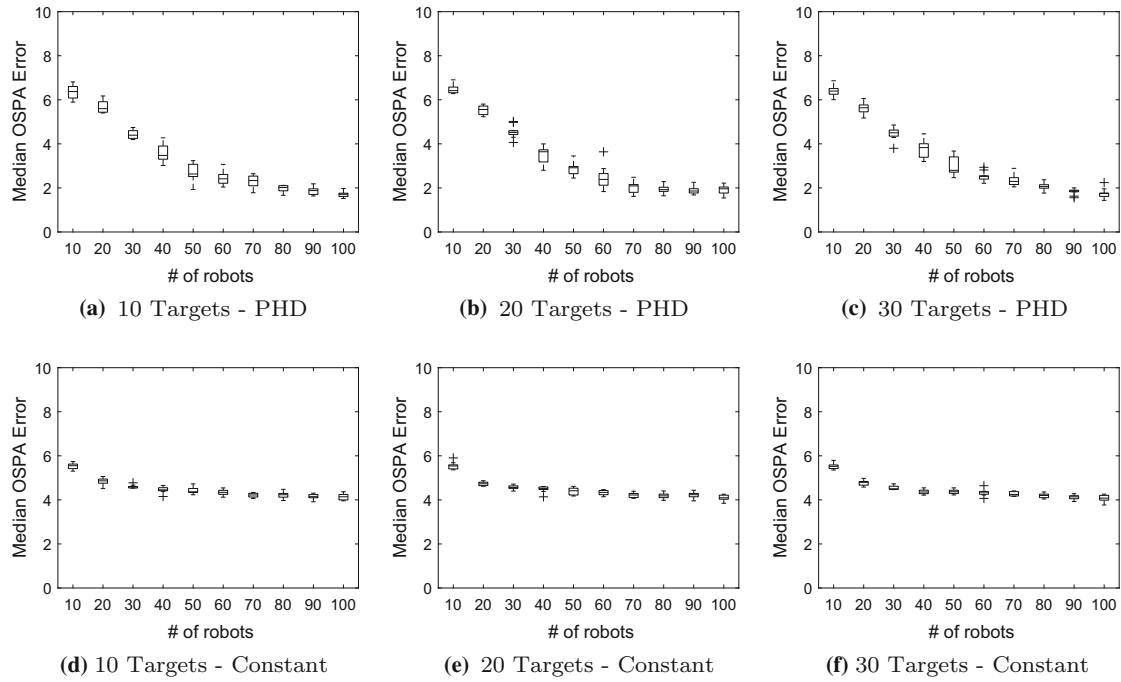 10
8
6
4
2
0
Median OSPA Error
10 20 30 40 50 60 70 80 90 100
# of robots
(a) 10 Targets - PHD
10
8
6
4
2
0
Median OSPA Error
10 20 30 40 50 60 70 80 90 100
# of robots
(b) 20 Targets - PHD
10
8
6
4
2
0
Median OSPA Error
10 20 30 40 50 60 70 80 90 100
# of robots
(c) 30 Targets - PHD
10
8
6
4
2
0
Median OSPA Error
10 20 30 40 50 60 70 80 90 100
# of robots
(d) 10 Targets - Constant
10
8
6
4
2
0
Median OSPA Error
10 20 30 40 50 60 70 80 90 100
# of robots
(e) 20 Targets - Constant
10
8
6
4
2
0
Median OSPA Error
10 20 30 40 50 60 70 80 90 100
# of robots
(f) 30 Targets - Constant